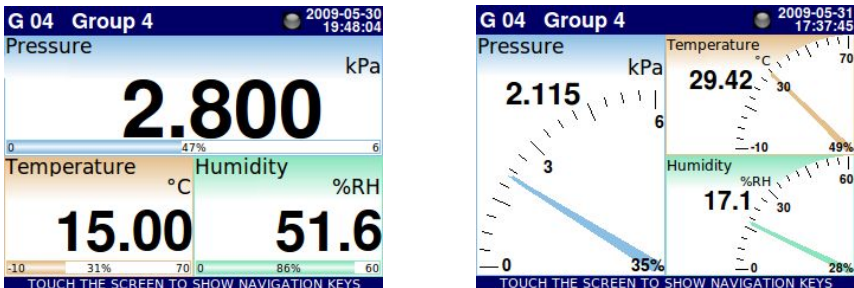 G 04 Group 4
2009-05-30
19:48:04
Pressure
kPa
2.800
0 47% 6
Temperature
°C
15.00
-10 31% 70
Humidity
%RH
51.6
0 86% 60
TOUCH THE SCREEN TO SHOW NAVIGATION KEYS
G 04 Group 4
2009-05-31
17:37:45
Pressure
kPa
2.115
6
3
0 35%
Temperature
°C
70
29.42
30
-10 49%
Humidity
%RH
60
17.1
30
0 28%
TOUCH THE SCREEN TO SHOW NAVIGATION KEYS